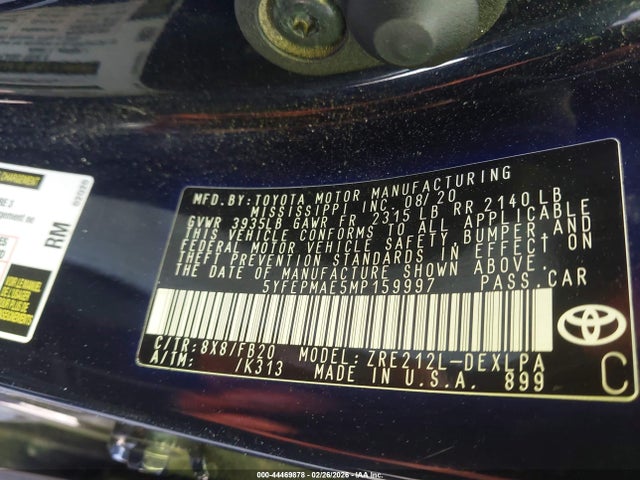 MFD.BY:TOYOTA MOTOR MANUFACTURING
MISSISSIPPI, INC. 08/20
GVWR 3935LB GAWR FR 2315 LB RR 2140 LB
THIS VEHICLE CONFORMS TO ALL APPLICABLE
FEDERAL MOTOR VEHICLE SAFETY,BUMPER,AND
THEFT PREVENTION STANDARDS IN EFFECT ON
THE DATE OF MANUFACTURE SHOWN ABOVE.
5YFEPMAE5MP159997 PASS.CAR
C/TR:8X8/FB20 MODEL:ZRE212L-DEXLPA
A/TM: /K313 MADE IN U.S.A. 899
C
RM
00-44469878 - 02/26/2026 - © IAA Holdings, LLC